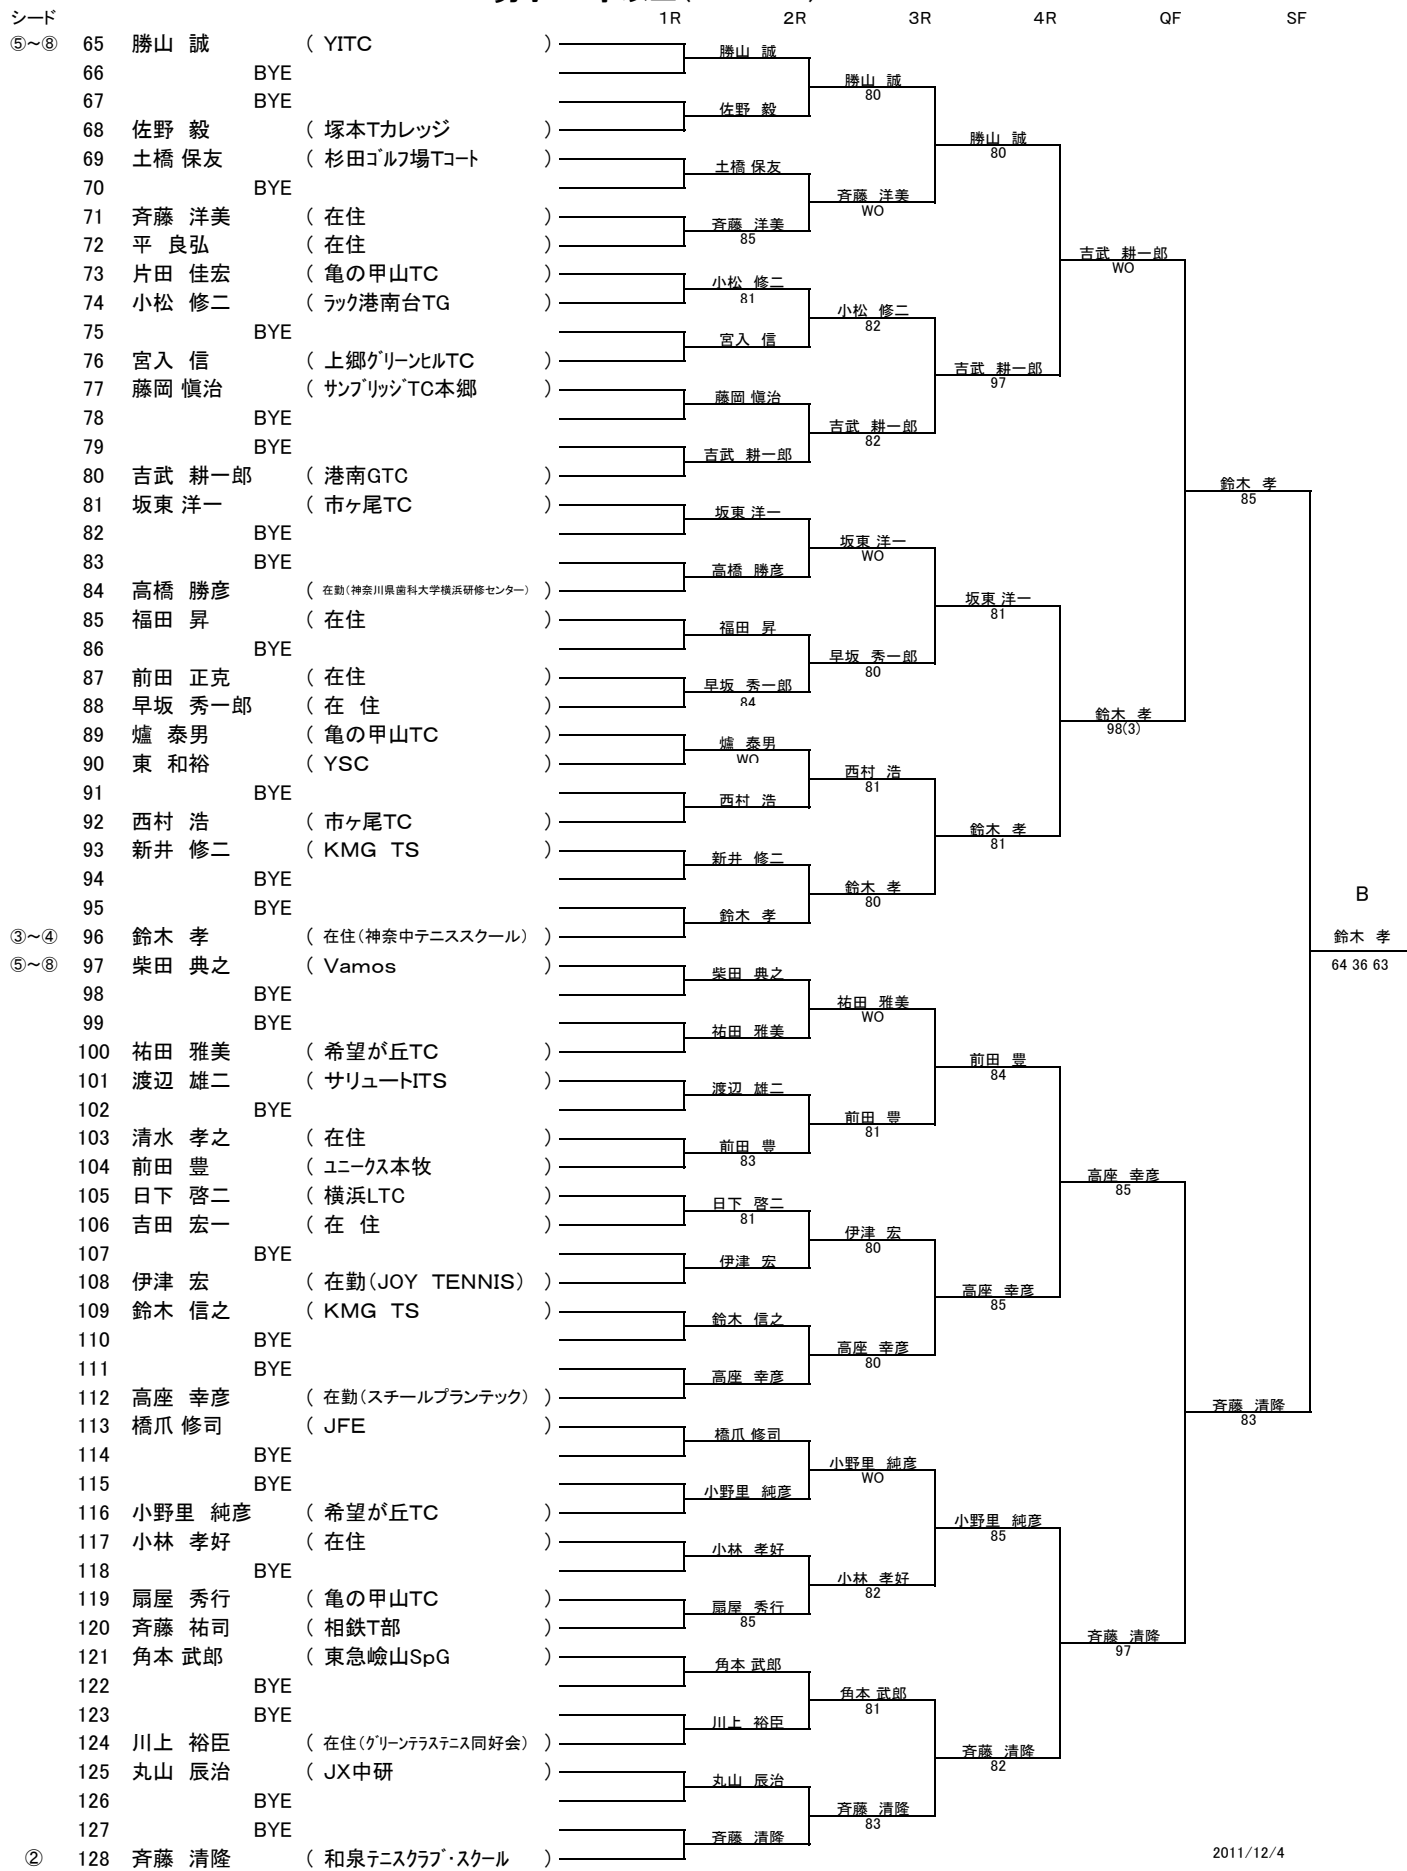 シード 1R 2R 3R 4R QF SF
⑤~⑧ 65 勝山 誠 ( YITC )
勝山 誠
66 BYE
勝山 誠
80
67 BYE
佐野 毅
68 佐野 毅 ( 塚本Tカレッジ )
勝山 誠
80
69 土橋 保友 ( 杉田ゴルフ場Tコート )
土橋 保友
70 BYE
斉藤 洋美
WO
71 斉藤 洋美 ( 在住 )
斉藤 洋美
85
72 平 良弘 ( 在住 )
吉武 耕一郎
WO
73 片田 佳宏 ( 亀の甲山TC )
小松 修二
81
74 小松 修二 ( ラック港南台TG )
小松 修二
82
75 BYE
宮入 信
76 宮入 信 ( 上郷グリーンヒルTC )
吉武 耕一郎
97
77 藤岡 愼治 ( サンブリッジTC本郷 )
藤岡 愼治
78 BYE
吉武 耕一郎
82
79 BYE
吉武 耕一郎
80 吉武 耕一郎 ( 港南GTC )
鈴木 孝
85
81 坂東 洋一 ( 市ヶ尾TC )
坂東 洋一
82 BYE
坂東 洋一
WO
83 BYE
高橋 勝彦
84 高橋 勝彦 ( 在勤(神奈川県歯科大学横浜研修センター) )
坂東 洋一
81
85 福田 昇 ( 在住 )
福田 昇
86 BYE
早坂 秀一郎
80
87 前田 正克 ( 在住 )
早坂 秀一郎
84
88 早坂 秀一郎 ( 在 住 )
鈴木 孝
98(3)
89 爐 泰男 ( 亀の甲山TC )
爐 泰男
WO
90 東 和裕 ( YSC )
西村 浩
81
91 BYE
西村 浩
92 西村 浩 ( 市ヶ尾TC )
鈴木 孝
81
93 新井 修二 ( KMG TS )
新井 修二
94 BYE
鈴木 孝
80
95 BYE
鈴木 孝
B
③~④ 96 鈴木 孝 ( 在住(神奈中テニススクール) )
鈴木 孝
64 36 63
⑤~⑧ 97 柴田 典之 ( Vamos )
柴田 典之
98 BYE
祐田 雅美
WO
99 BYE
祐田 雅美
100 祐田 雅美 ( 希望が丘TC )
前田 豊
84
101 渡辺 雄二 ( サリュートITS )
渡辺 雄二
102 BYE
前田 豊
81
103 清水 孝之 ( 在住 )
前田 豊
83
104 前田 豊 ( ユニークス本牧 )
高座 幸彦
85
105 日下 啓二 ( 横浜LTC )
日下 啓二
81
106 吉田 宏一 ( 在 住 )
伊津 宏
80
107 BYE
伊津 宏
108 伊津 宏 ( 在勤(JOY TENNIS) )
高座 幸彦
85
109 鈴木 信之 ( KMG TS )
鈴木 信之
110 BYE
高座 幸彦
80
111 BYE
高座 幸彦
112 高座 幸彦 ( 在勤(スチールプランテック) )
斉藤 清隆
83
113 橋爪 修司 ( JFE )
橋爪 修司
114 BYE
小野里 純彦
WO
115 BYE
小野里 純彦
116 小野里 純彦 ( 希望が丘TC )
小野里 純彦
85
117 小林 孝好 ( 在住 )
小林 孝好
118 BYE
小林 孝好
82
119 扇屋 秀行 ( 亀の甲山TC )
扇屋 秀行
85
120 斉藤 祐司 ( 相鉄T部 )
斉藤 清隆
97
121 角本 武郎 ( 東急嶮山SpG )
角本 武郎
122 BYE
角本 武郎
81
123 BYE
川上 裕臣
124 川上 裕臣 ( 在住(グリーンテラステニス同好会) )
斉藤 清隆
82
125 丸山 辰治 ( JX中研 )
丸山 辰治
126 BYE
斉藤 清隆
83
127 BYE
斉藤 清隆
② 128 斉藤 清隆 ( 和泉テニスクラブ・スクール )
2011/12/4